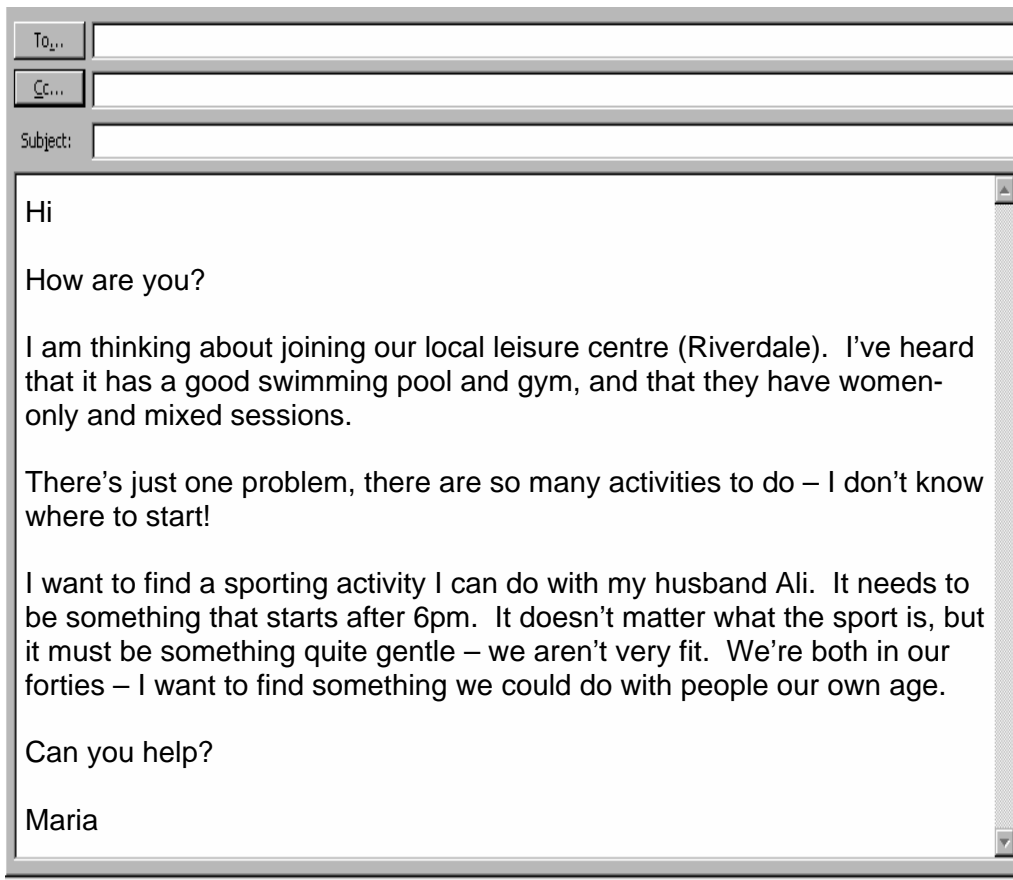 To...
Cc...
Subject:
Hi
How are you?
I am thinking about joining our local leisure centre (Riverdale).  I’ve heard
that it has a good swimming pool and gym, and that they have women-
only and mixed sessions.
There’s just one problem, there are so many activities to do – I don’t know
where to start!
I want to find a sporting activity I can do with my husband Ali.  It needs to
be something that starts after 6pm.  It doesn’t matter what the sport is, but
it must be something quite gentle – we aren’t very fit.  We’re both in our
forties – I want to find something we could do with people our own age.
Can you help?
Maria